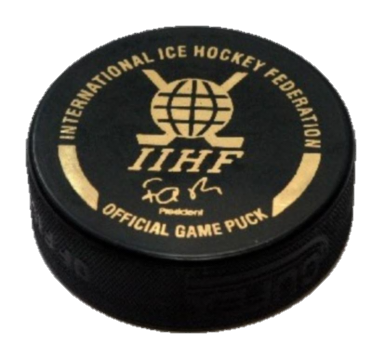 INTERNATIONAL ICE HOCKEY FEDERATION
IIHF
President
OFFICIAL GAME PUCK